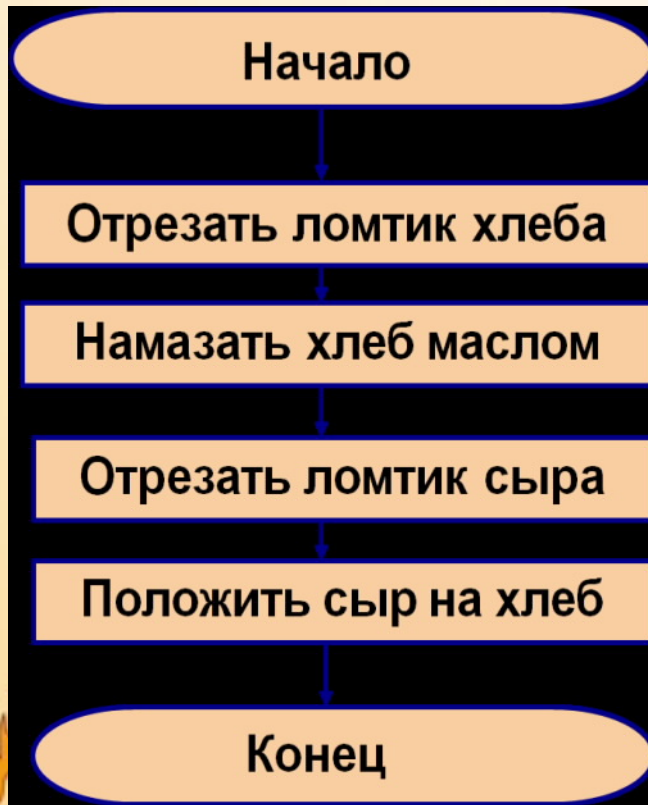 Начало
Отрезать ломтик хлеба
Намазать хлеб маслом
Отрезать ломтик сыра
Положить сыр на хлеб
Конец